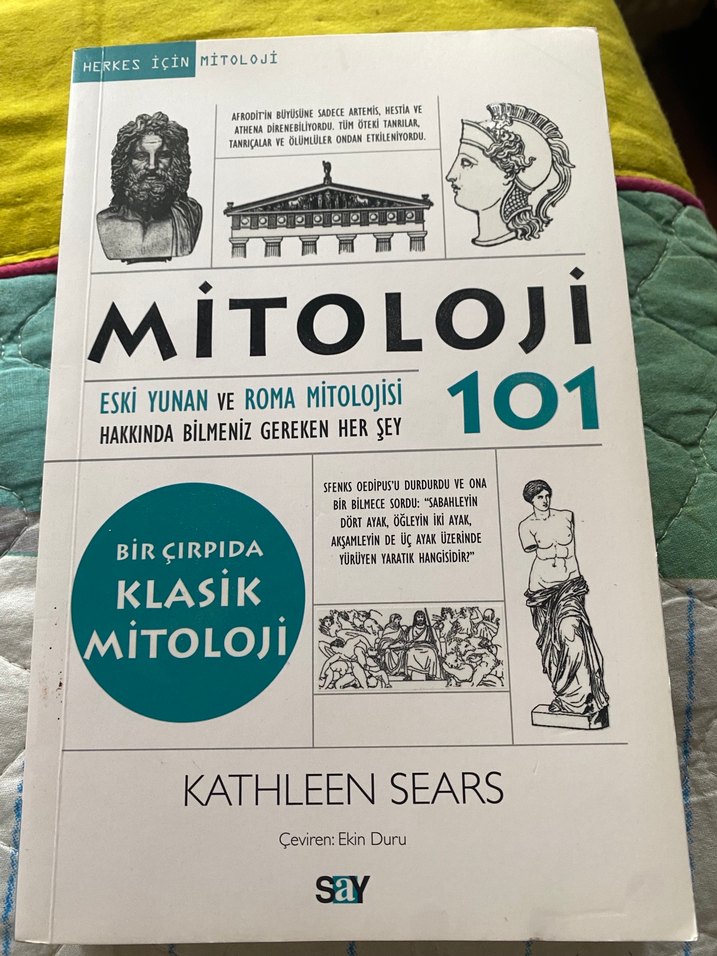 HERKES İÇİN MİTOLOJİ
AFRODİT'İN BÜYÜSÜNE SADECE ARTEMİS, HESTIA VE
ATHENA DİRENEBİLİYORDU. TÜM ÖTEKİ TANRILAR,
TANRIÇALAR VE ÖLÜMLÜLER ONDAN ETKİLENİYORDU.
MİTOLOJİ
101
ESKİ YUNAN VE ROMA MİTOLOJİSİ
HAKKINDA BİLMENİZ GEREKEN HER ŞEY
BİR ÇIRPIDA
KLASİK
MİTOLOJİ
SFENKS OEDIPUS'U DURDURDU VE ONA
BİR BİLMECE SORDU: "SABAHLEYİN
DÖRT AYAK, ÖĞLEYİN İKİ AYAK,
AKŞAMLEYİN DE ÜÇ AYAK ÜZERİNDE
YÜRÜYEN YARATIK HANGİSİDİR?"
KATHLEEN SEARS
Çeviren: Ekin Duru
SaY